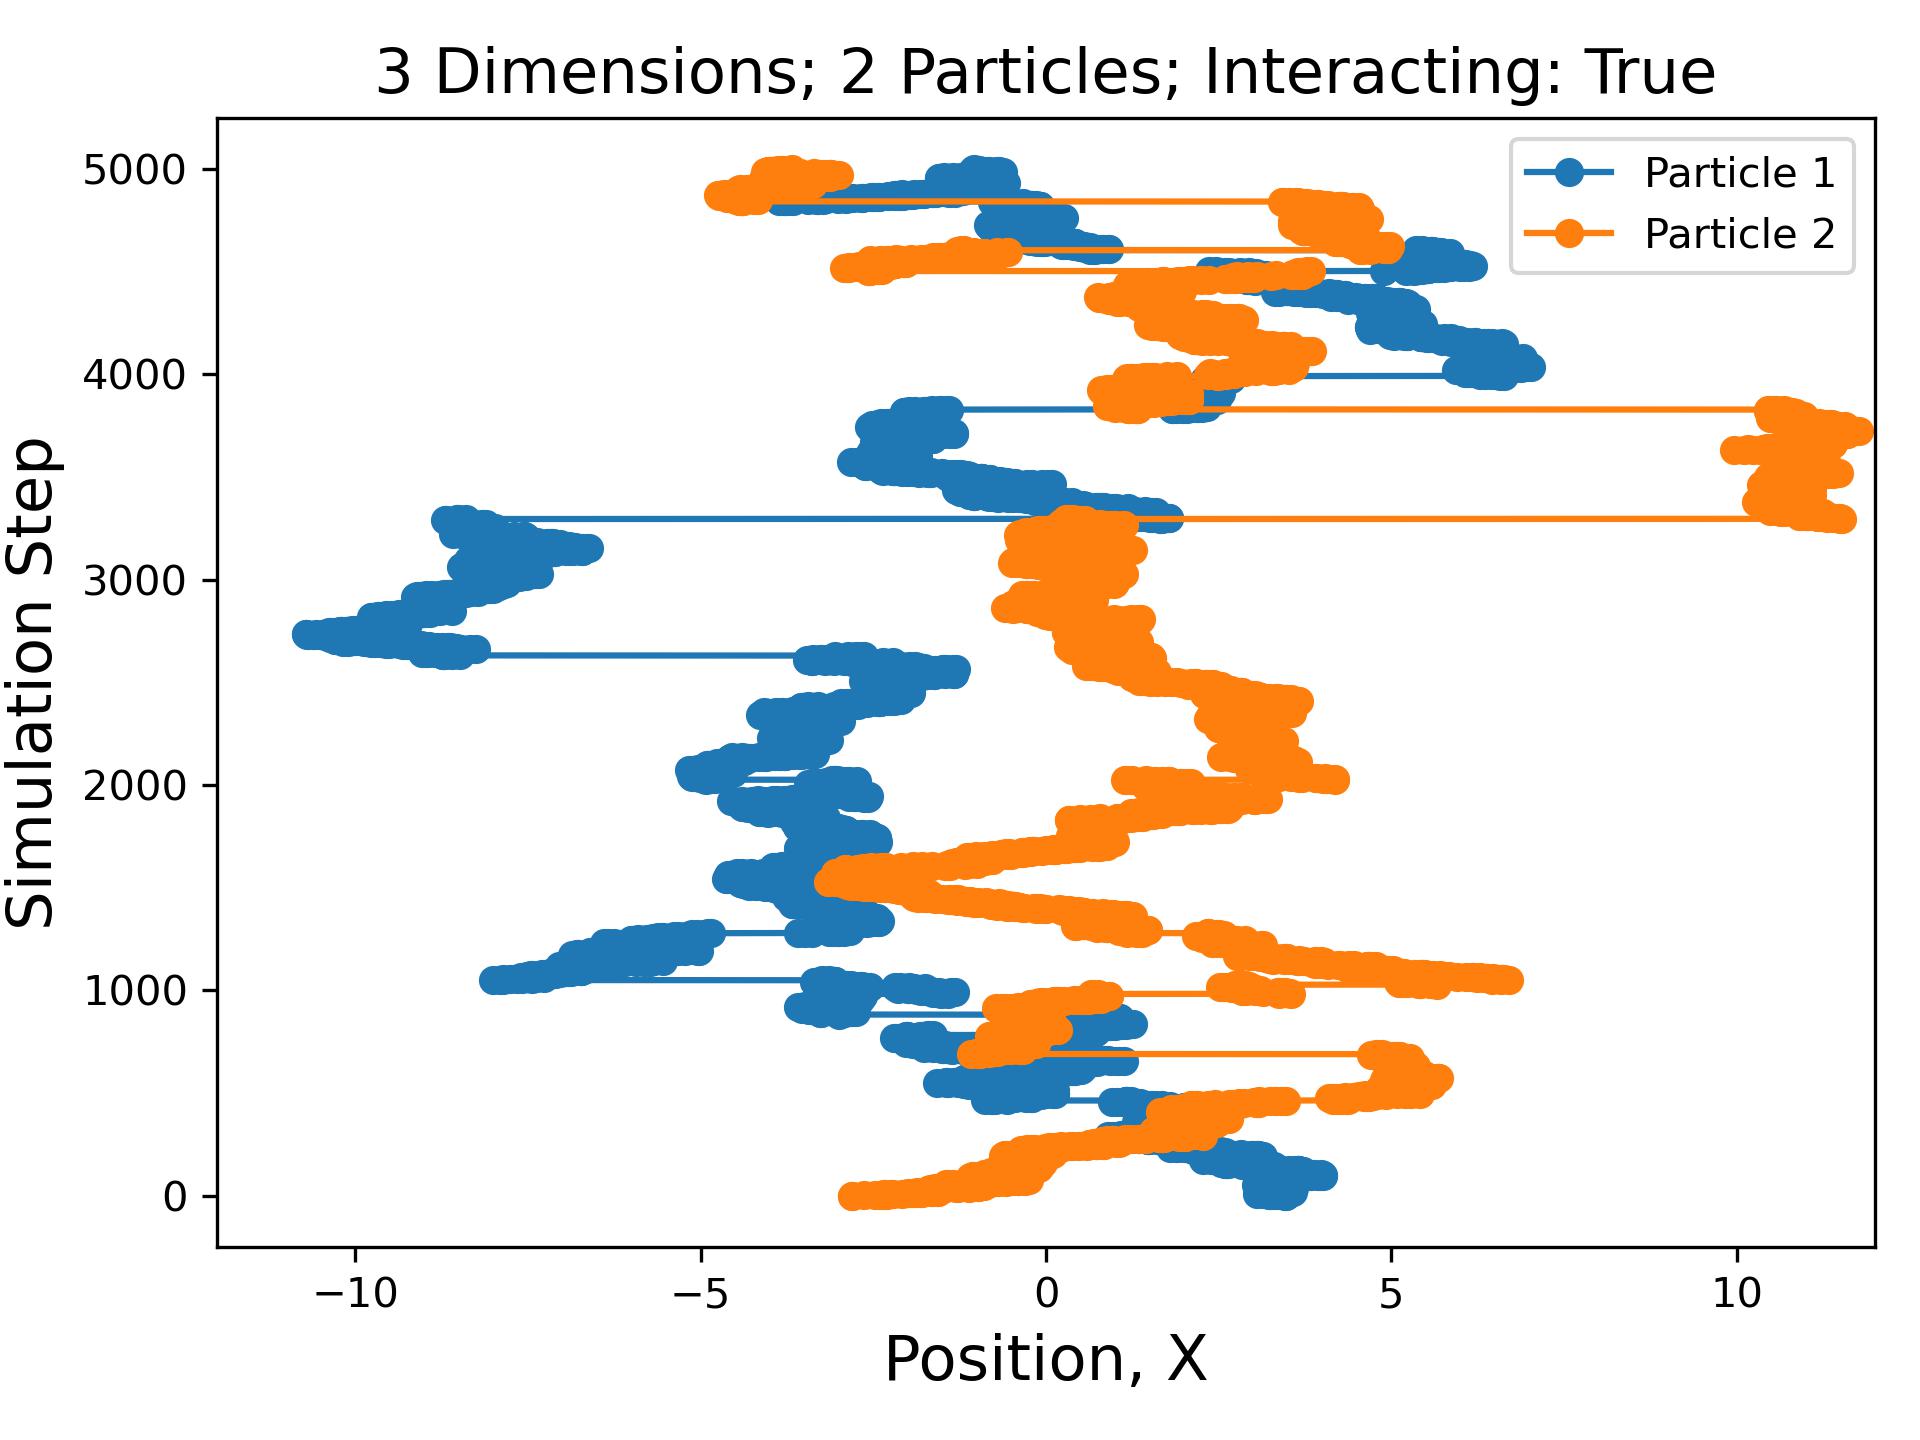 3 Dimensions; 2 Particles; Interacting: True
Particle 1
Particle 2
Simulation Step
5000
4000
3000
2000
1000
0
−10
−5
0
5
10
Position, X